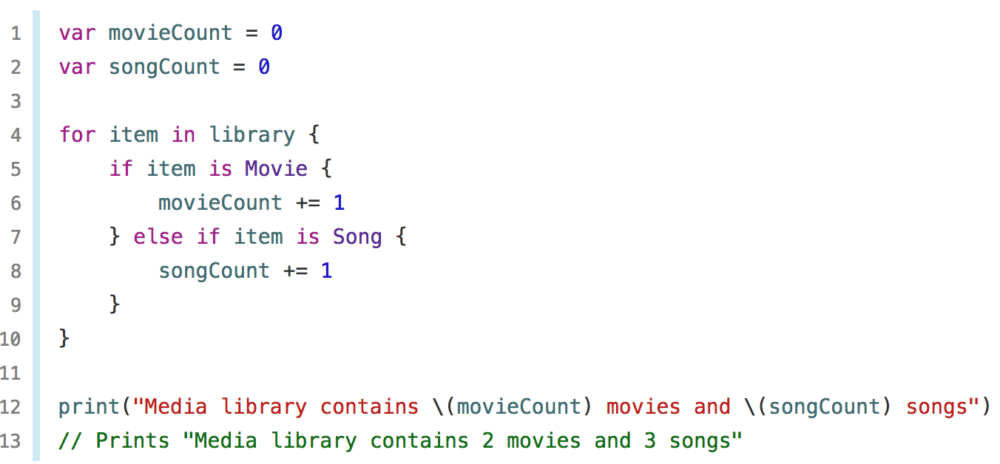 1 var movieCount = 0
2 var songCount = 0
3
4 for item in library {
5     if item is Movie {
6         movieCount += 1
7     } else if item is Song {
8         songCount += 1
9     }
10 }
11
12 print("Media library contains \(movieCount) movies and \(songCount) songs")
13 // Prints "Media library contains 2 movies and 3 songs"